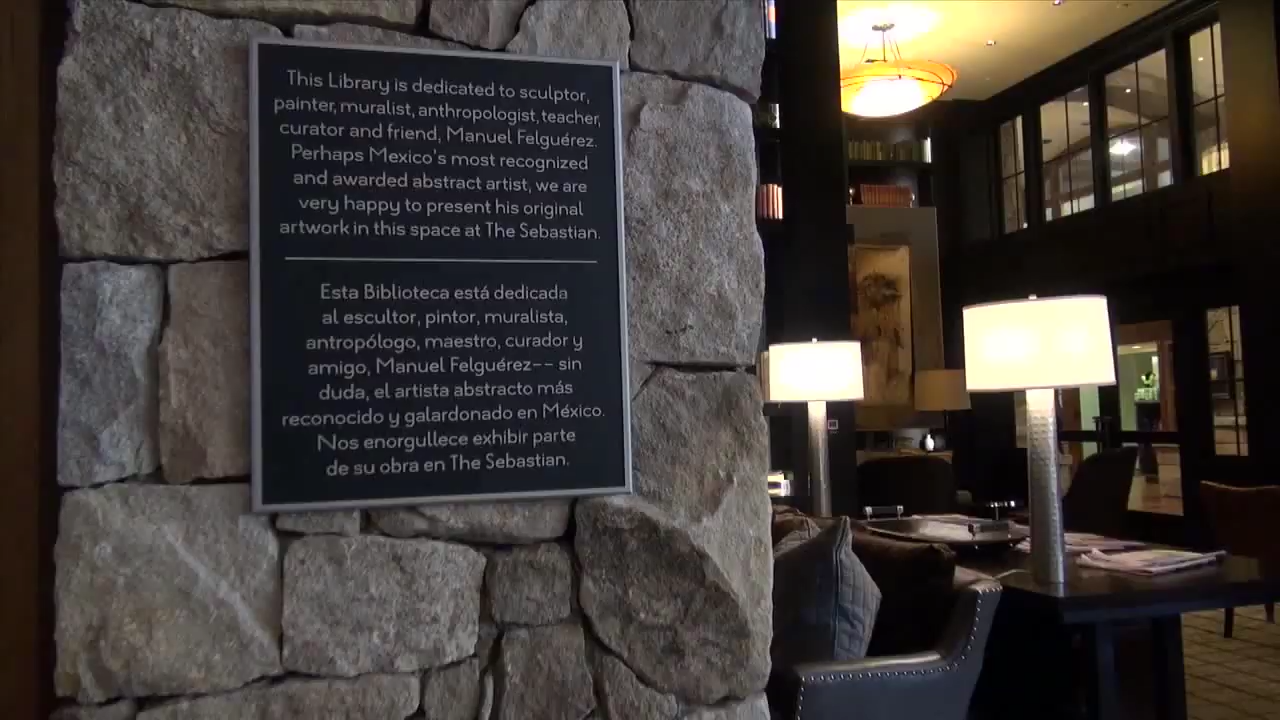 This Library is dedicated to sculptor,
painter, muralist, anthropologist, teacher,
curator and friend, Manuel Felguérez.
Perhaps Mexico's most recognized
and awarded abstract artist, we are
very happy to present his original
artwork in this space at The Sebastian.
Esta Biblioteca está dedicada
al escultor, pintor, muralista,
antropólogo, maestro, curador y
amigo, Manuel Felguérez-- sin
duda, el artista abstracto más
reconocido y galardonado en México.
Nos enorgullece exhibir parte
de su obra en The Sebastian.